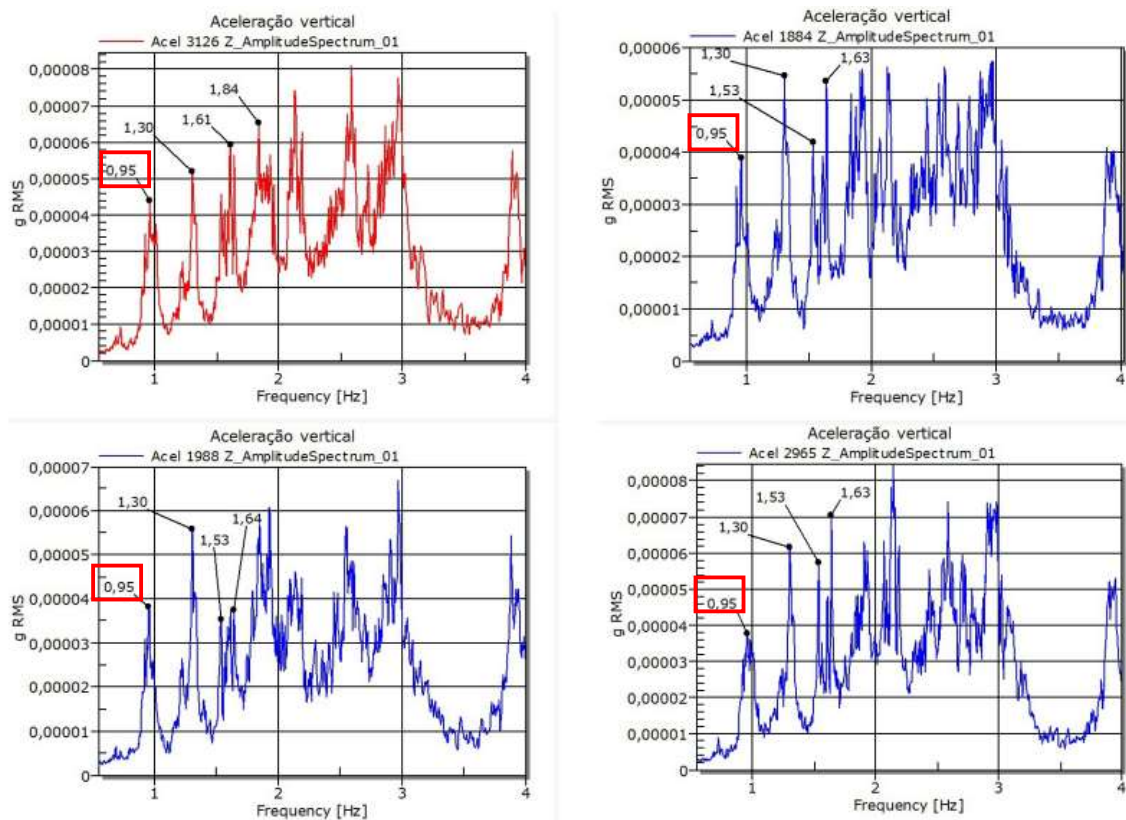 Aceleração vertical
Acel 3126 Z_AmplitudeSpectrum_01
0,00008
0,00007
0,00006
0,00005
0,00004
0,00003
0,00002
0,00001
0
g RMS
0,95
1,30
1,61
1,84
1 2 3 4
Frequency [Hz]
Aceleração vertical
Acel 1884 Z_AmplitudeSpectrum_01
0,00006
0,00005
0,00004
0,00003
0,00002
0,00001
0
g RMS
0,95
1,30
1,53
1,63
1 2 3 4
Frequency [Hz]
Aceleração vertical
Acel 1988 Z_AmplitudeSpectrum_01
0,00007
0,00006
0,00005
0,00004
0,00003
0,00002
0,00001
0
g RMS
0,95
1,30
1,53
1,64
1 2 3 4
Frequency [Hz]
Aceleração vertical
Acel 2965 Z_AmplitudeSpectrum_01
0,00008
0,00007
0,00006
0,00005
0,00004
0,00003
0,00002
0,00001
0
g RMS
0,95
1,30
1,53
1,63
1 2 3 4
Frequency [Hz]